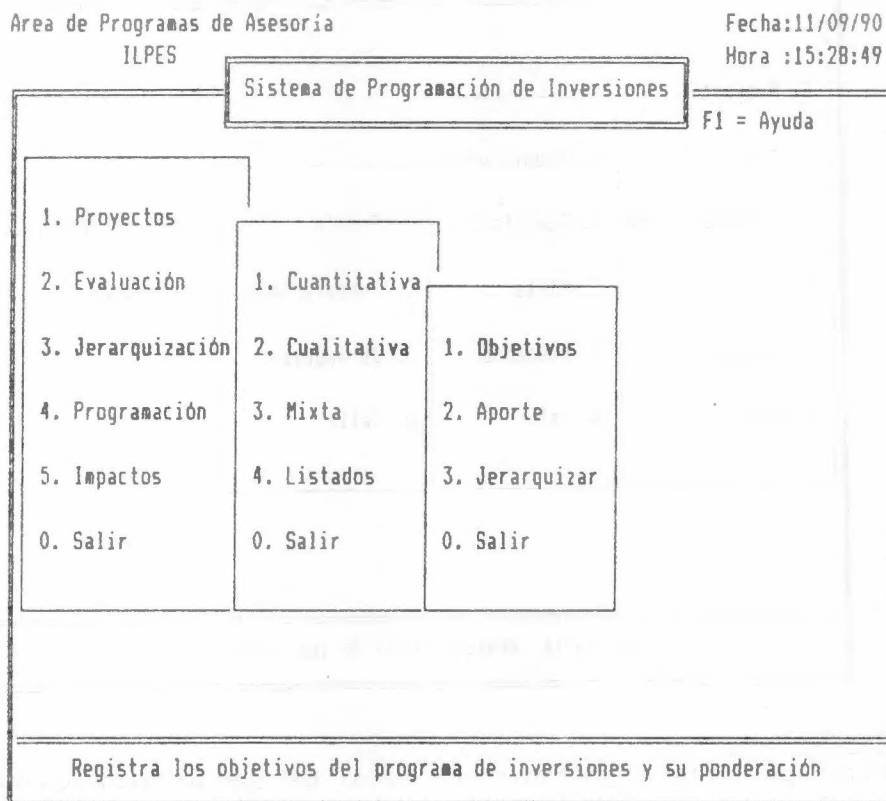 Area de Programas de Asesoría Fecha:11/09/90
ILPES Hora :15:28:49
Sistema de Programación de Inversiones
F1 = Ayuda
1. Proyectos
2. Evaluación
3. Jerarquización
4. Programación
5. Impactos
0. Salir
1. Cuantitativa
2. Cualitativa
3. Mixta
4. Listados
0. Salir
1. Objetivos
2. Aporte
3. Jerarquizar
0. Salir
Registra los objetivos del programa de inversiones y su ponderación